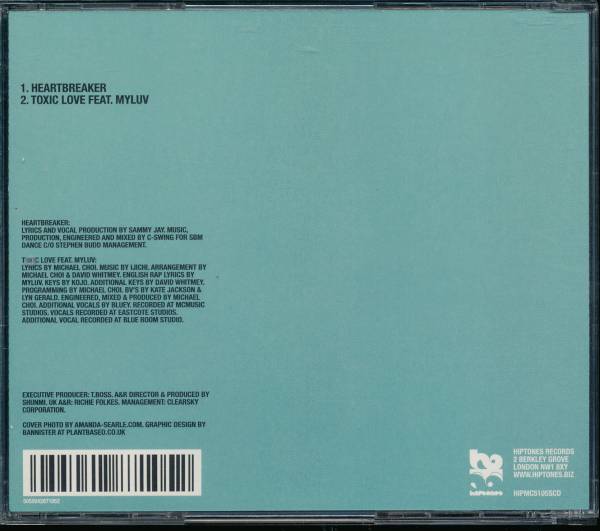 1. HEARTBREAKER
2. TOXIC LOVE FEAT. MYLUV
HEARTBREAKER:
LYRICS AND VOCAL PRODUCTION BY SAMMY JAY. MUSIC,
PRODUCTION, ENGINEERED AND MIXED BY C-SWING FOR SBM
DANCE C/O STEPHEN BUDD MANAGEMENT.
TOXIC LOVE FEAT. MYLUV:
LYRICS BY MICHAEL CHOI. MUSIC BY IJICHI. ARRANGEMENT BY
MICHAEL CHOI & DAVID WHITMEY. ENGLISH RAP LYRICS BY
MYLUV. KEYS BY KOJO. ADDITIONAL KEYS BY DAVID WHITMEY.
PROGRAMMING BY MICHAEL CHOI. BV'S BY KATE JACKSON &
LYN GERALD. ENGINEERED, MIXED & PRODUCED BY MICHAEL
CHOI. ADDITIONAL VOCALS BY BLUEY. RECORDED AT MCMUSIC
STUDIOS. VOCALS RECORDED AT EASTCOTE STUDIOS.
ADDITIONAL VOCAL RECORDED AT BLUE ROOM STUDIO.
EXECUTIVE PRODUCER: T.BOSS. A&R DIRECTOR & PRODUCED BY
SHUNMI. UK A&R: RICHIE FOLKES. MANAGEMENT: CLEARSKY
CORPORATION.
COVER PHOTO BY AMANDA-SEARLE.COM. GRAPHIC DESIGN BY
BANNISTER AT PLANTBASED.CO.UK
HIPTONES
HIPTONES RECORDS
2 BERKLEY GROVE
LONDON NW1 8XY
WWW.HIPTONES.BIZ
HIPMC5105SCD